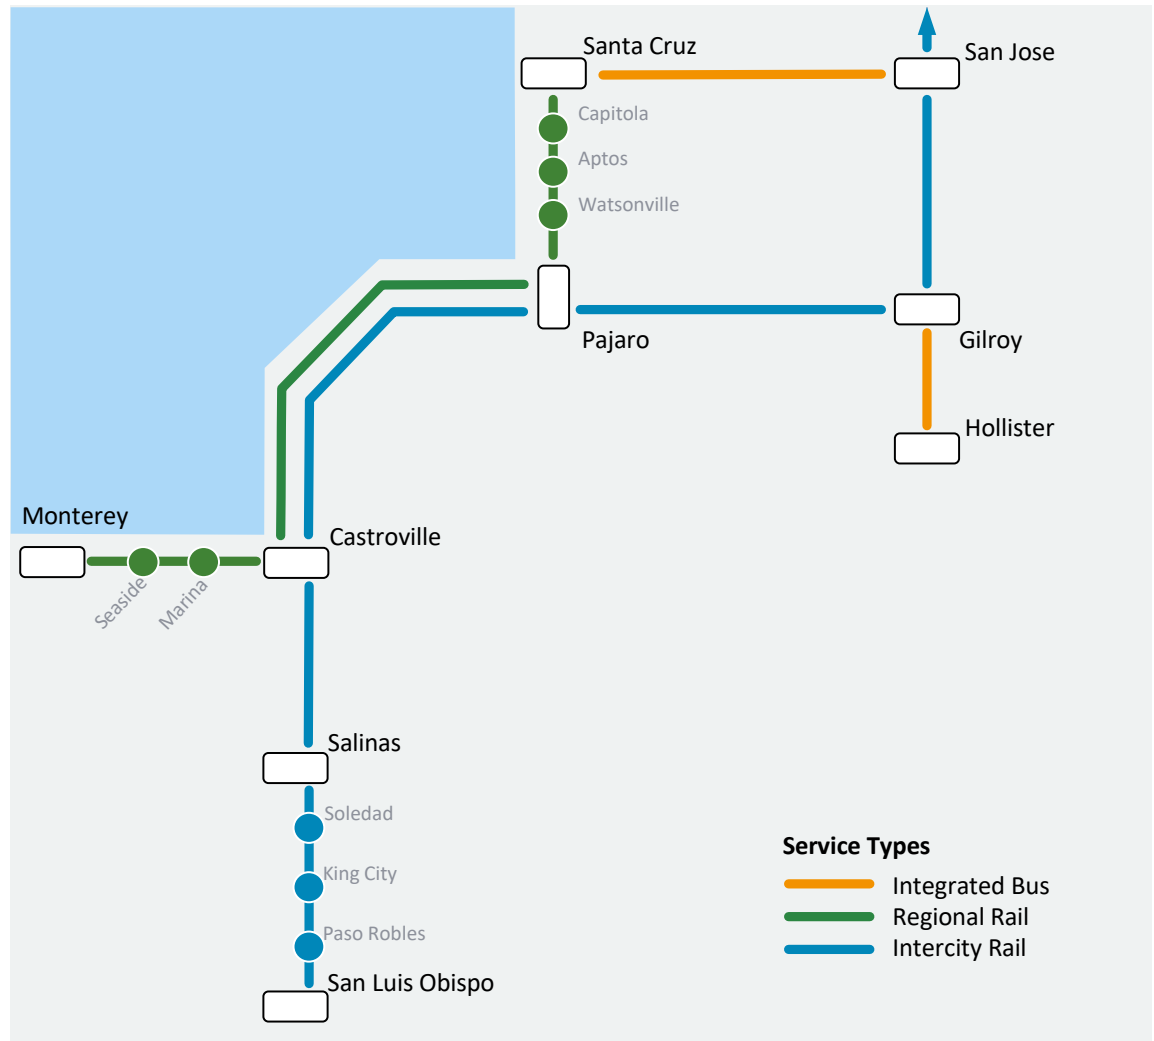 Santa Cruz
San Jose
Capitola
Aptos
Watsonville
Pajaro
Gilroy
Hollister
Monterey
Castroville
Seaside
Marina
Salinas
Soledad
King City
Paso Robles
San Luis Obispo
Service Types
Integrated Bus
Regional Rail
Intercity Rail